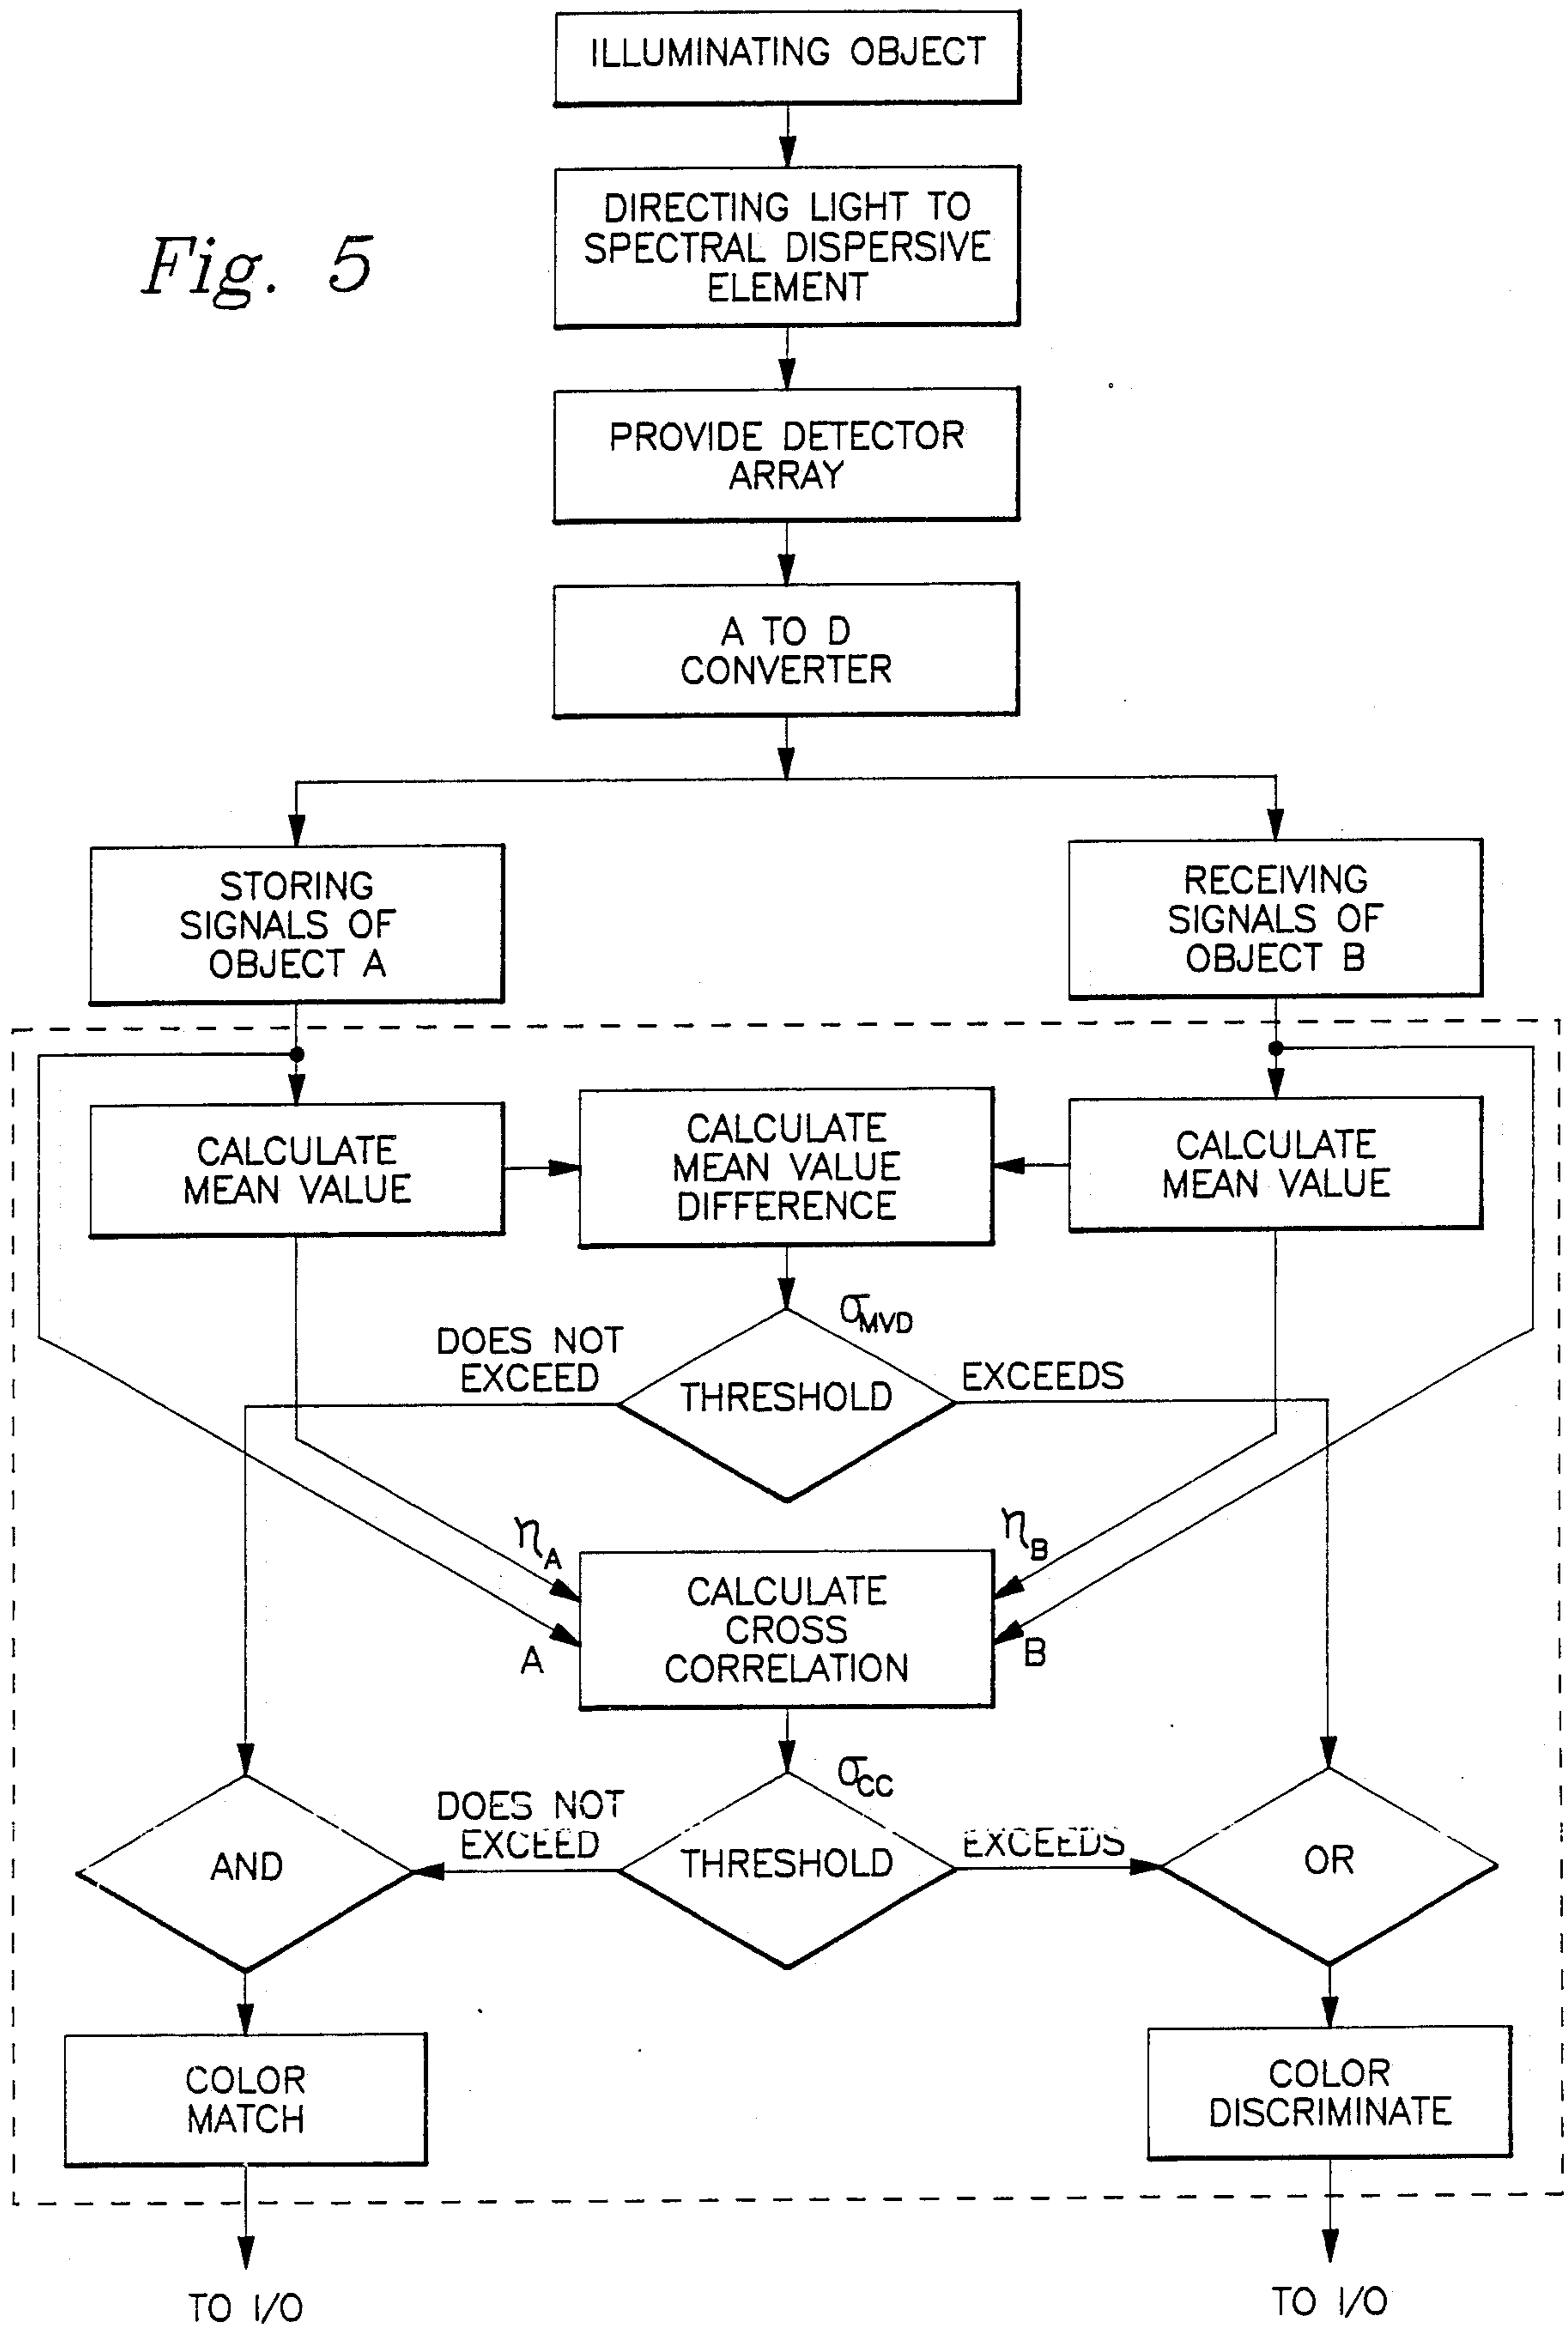 ILLUMINATING OBJECT
DIRECTING LIGHT TO
SPECTRAL DISPERSIVE
ELEMENT
Fig. 5
PROVIDE DETECTOR
ARRAY
A TO D
CONVERTER
STORING
SIGNALS OF
OBJECT A
RECEIVING
SIGNALS OF
OBJECT B
CALCULATE
MEAN VALUE
CALCULATE
MEAN VALUE
DIFFERENCE
CALCULATE
MEAN VALUE
σMVD
DOES NOT
EXCEED
THRESHOLD
EXCEEDS
ηA
ηB
CALCULATE
CROSS
CORRELATION
A
B
σCC
DOES NOT
EXCEED
THRESHOLD
EXCEEDS
AND
OR
COLOR
MATCH
COLOR
DISCRIMINATE
TO I/O
TO I/O